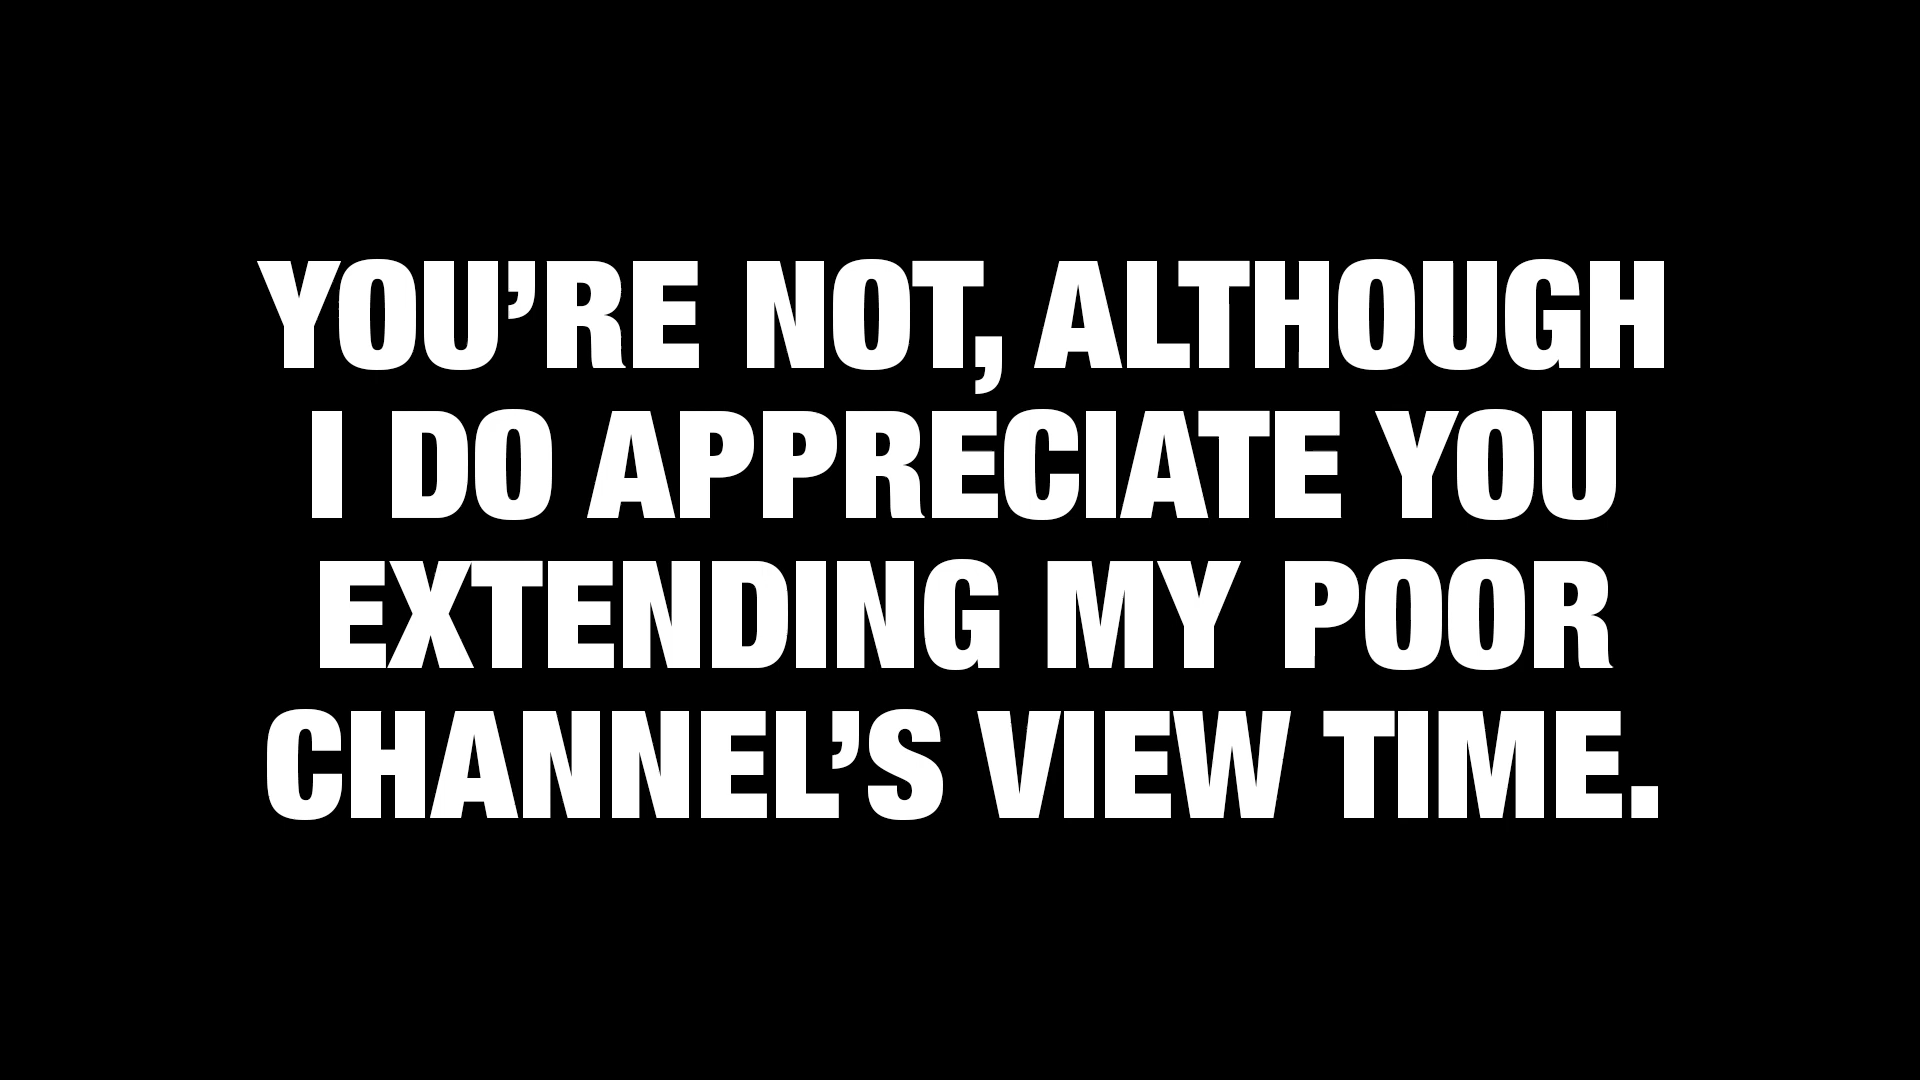 YOU’RE NOT, ALTHOUGH
I DO APPRECIATE YOU
EXTENDING MY POOR
CHANNEL’S VIEW TIME.